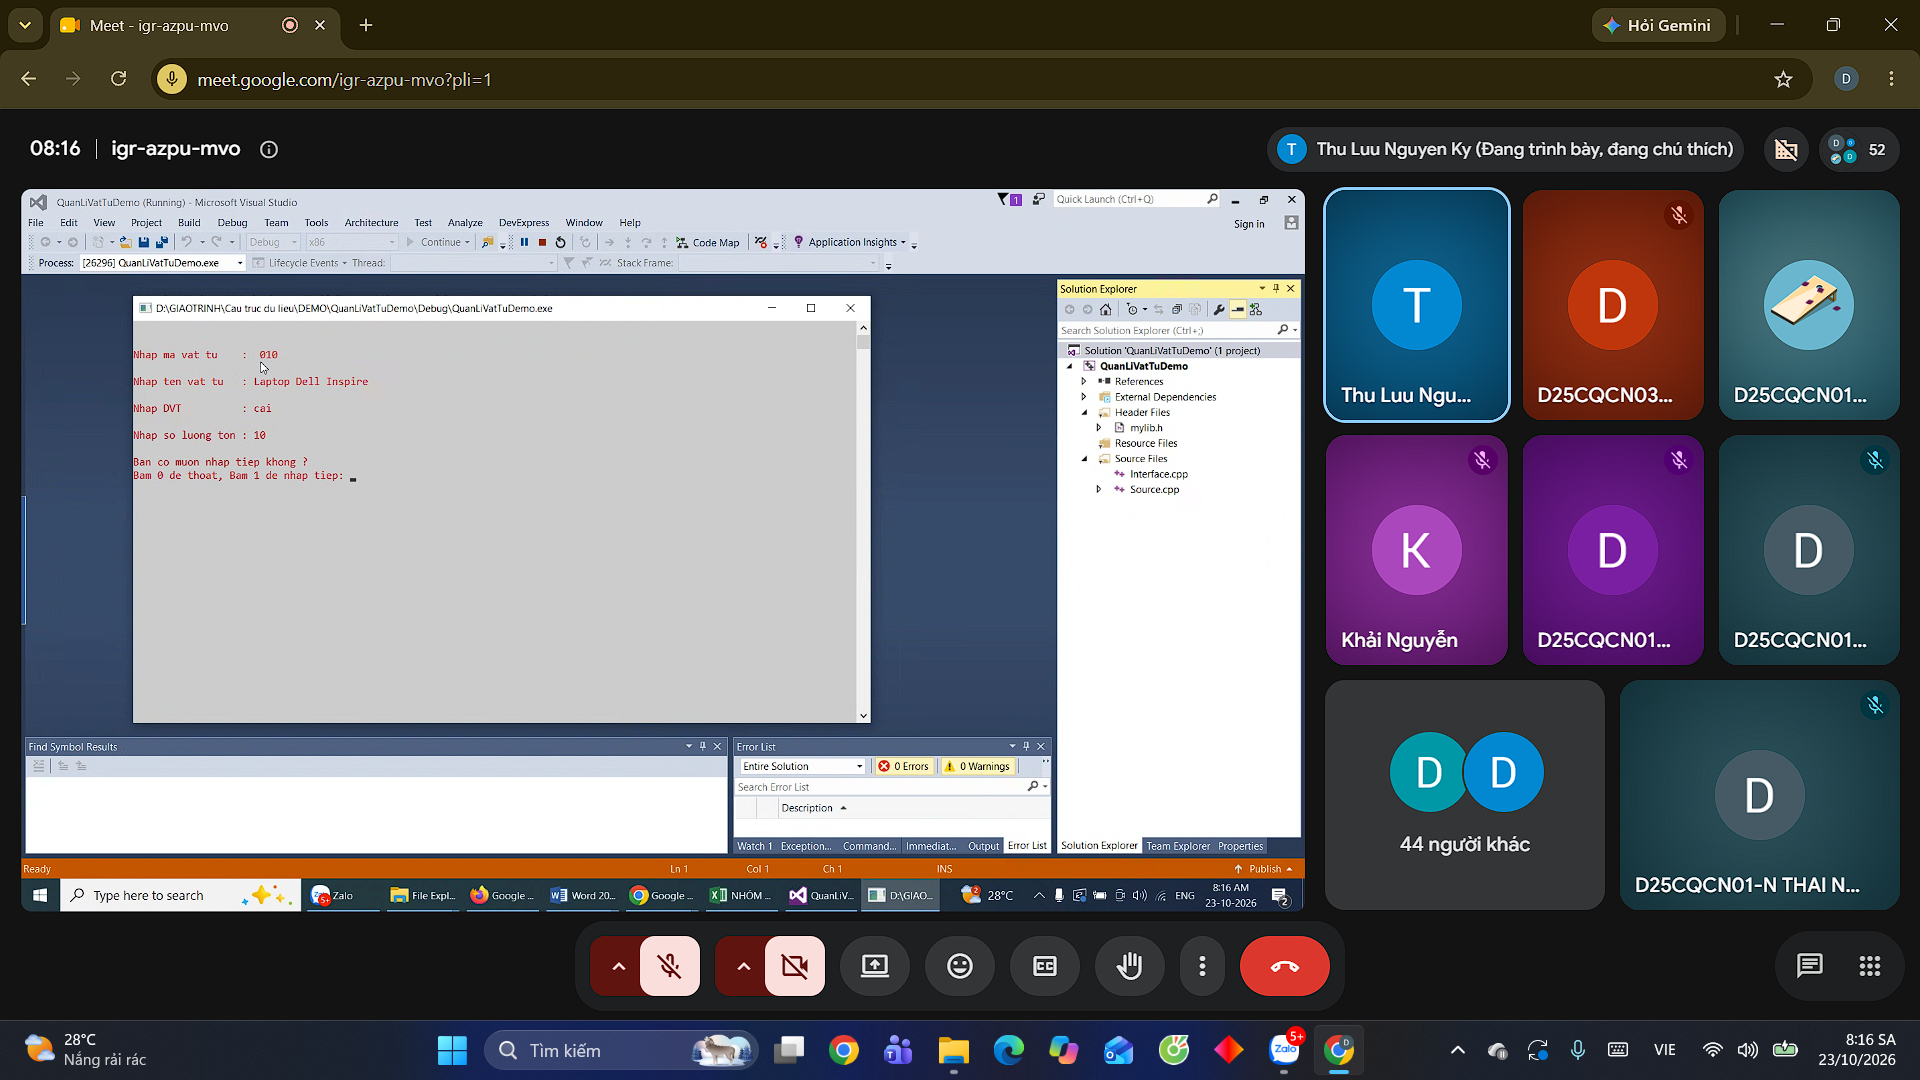 Meet - igr-azpu-mvo
Hỏi Gemini
meet.google.com/igr-azpu-mvo?pli=1
D
08:16 | igr-azpu-mvo
T Thu Luu Nguyen Ky (Đang trình bày, đang chú thích)
52
QuanLiVatTuDemo (Running) - Microsoft Visual Studio
1
Quick Launch (Ctrl+Q)
File Edit View Project Build Debug Team Tools Architecture Test Analyze DevExpress Window Help
Sign in
Debug x86 Continue Code Map Application Insights
Process: [26296] QuanLiVatTuDemo.exe Lifecycle Events Thread: Stack Frame:
D:\GIAOTRINH\Cau truc du lieu\DEMO\QuanLiVatTuDemo\Debug\QuanLiVatTuDemo.exe
Nhap ma vat tu : 010
Nhap ten vat tu : Laptop Dell Inspire
Nhap DVT : cai
Nhap so luong ton : 10
Ban co muon nhap tiep khong ?
Bam 0 de thoat, Bam 1 de nhap tiep:
Solution Explorer
Search Solution Explorer (Ctrl+;)
Solution 'QuanLiVatTuDemo' (1 project)
QuanLiVatTuDemo
References
External Dependencies
Header Files
mylib.h
Resource Files
Source Files
Interface.cpp
Source.cpp
Find Symbol Results
Error List
Entire Solution 0 Errors 0 Warnings
Search Error List
Description
Watch 1 Exception... Command... Immediat... Output Error List
Solution Explorer Team Explorer Properties
Ready Ln 1 Col 1 Ch 1 INS Publish
Type here to search
5+ Zalo
File Expl...
Google ...
Word 20...
Google ...
NHÓM ...
QuanLiV...
D:\GIAO...
2
28°C
ENG
8:16 AM
23-10-2026
2
T
Thu Luu Ngu...
D
D25CQCN03...
D25CQCN01...
K
Khải Nguyễn
D
D25CQCN01...
D
D25CQCN01...
D D
44 người khác
D
D25CQCN01-N THAI N...
28°C
Nắng rải rác
Tìm kiếm
Zalo 5+
D
VIE
8:16 SA
23/10/2026